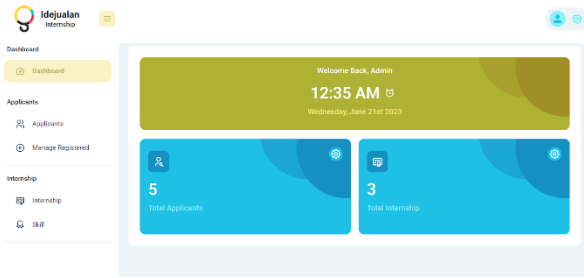 Idejualan
Internship
Dashboard
Dashboard
Applicants
Applicants
Manage Registered
Internship
Internship
Skill
Welcome Back, Admin
12:35 AM
Wednesday, June 21st 2023
5
Total Applicants
3
Total Internship